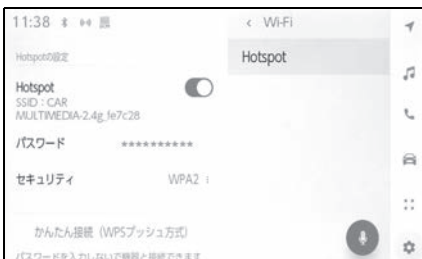 11:38
‹ Wi-Fi
Hotspotの設定
Hotspot
Hotspot
SSID : CAR
MULTIMEDIA-2.4g_fe7c28
パスワード **********
セキュリティ WPA2
かんたん接続 (WPSプッシュ方式)
パスワードを入力しないで機器と接続できます